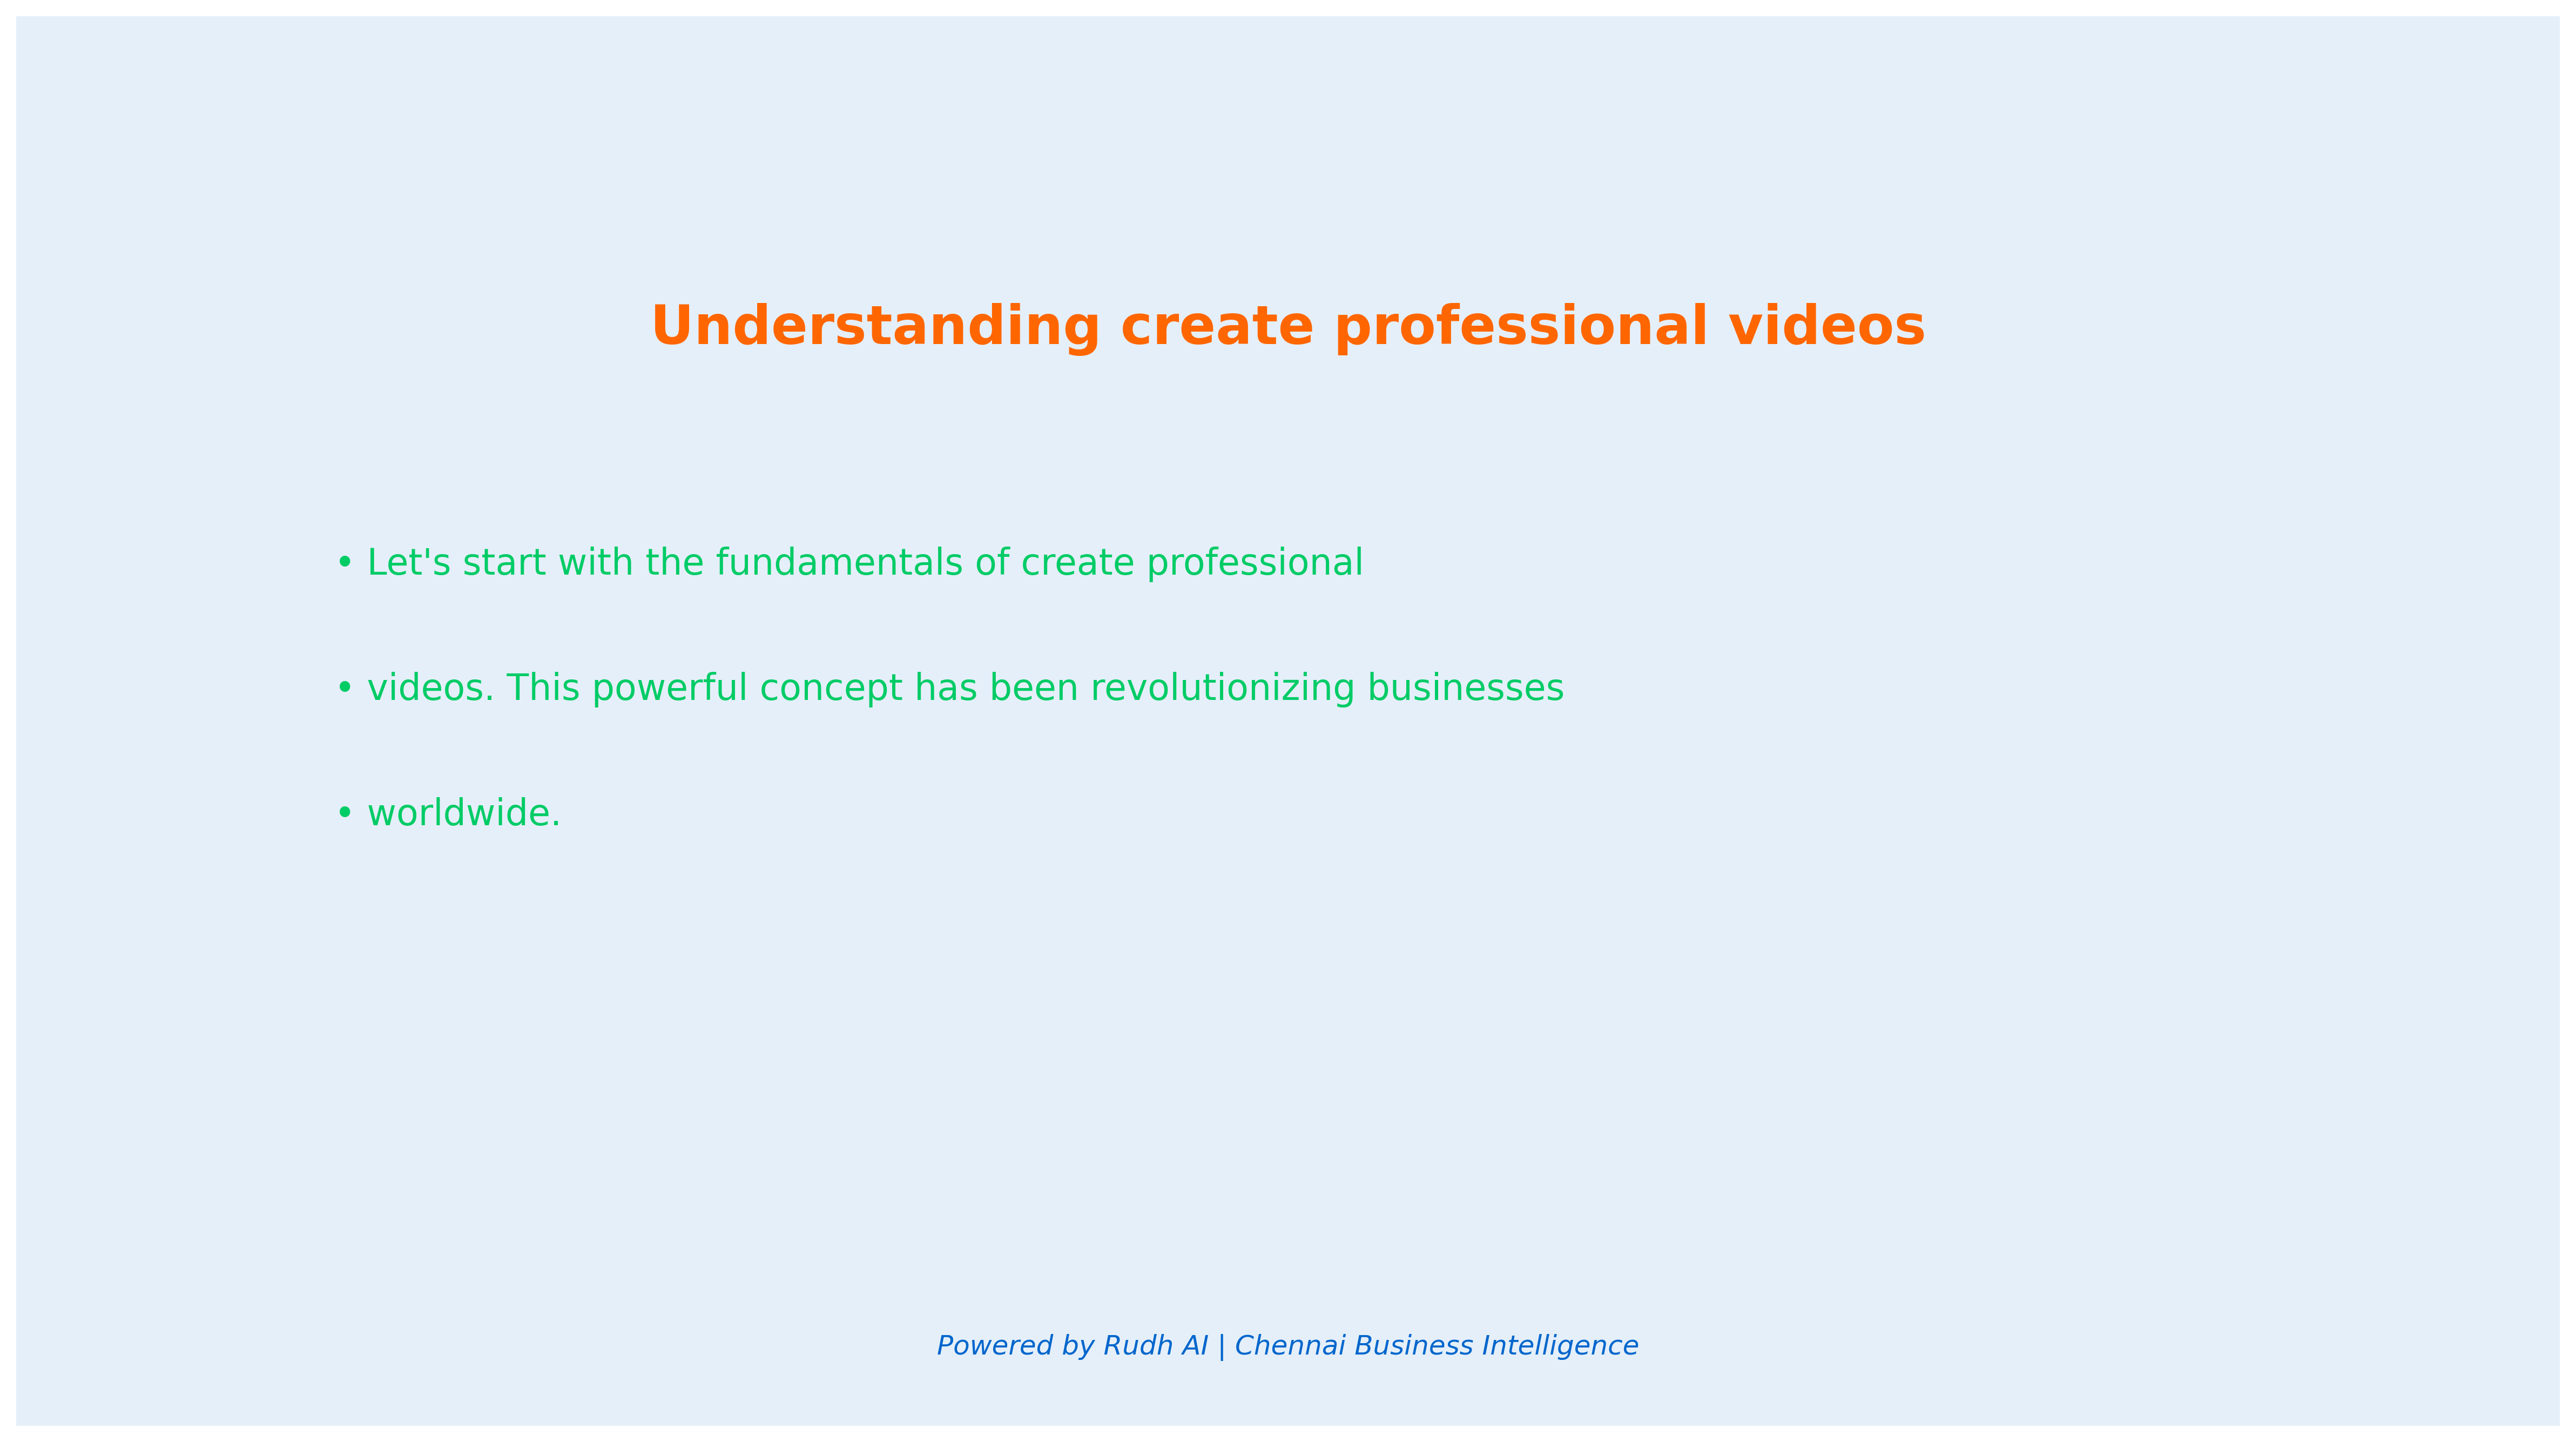 Understanding create professional videos
• Let's start with the fundamentals of create professional
• videos. This powerful concept has been revolutionizing businesses
• worldwide.
Powered by Rudh AI | Chennai Business Intelligence